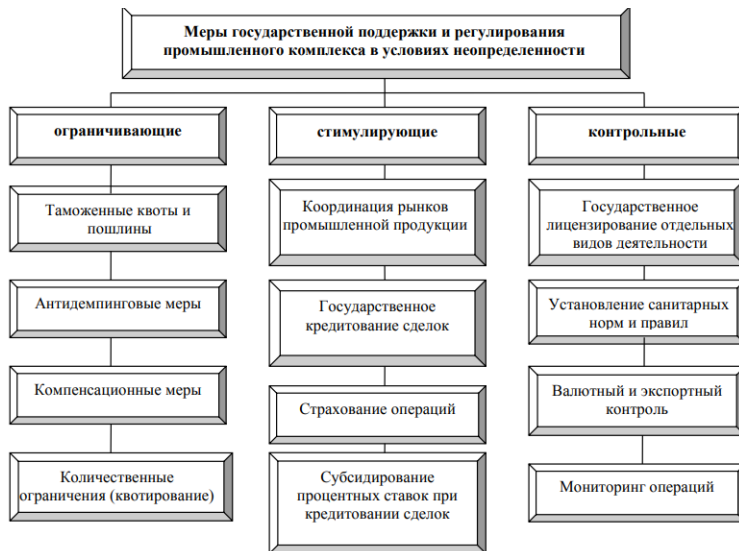 Меры государственной поддержки и регулирования
промышленного комплекса в условиях неопределенности
ограничивающие
Таможенные квоты и
пошлины
Антидемпинговые меры
Компенсационные меры
Количественные
ограничения (квотирование)
стимулирующие
Координация рынков
промышленной продукции
Государственное
кредитование сделок
Страхование операций
Субсидирование
процентных ставок при
кредитовании сделок
контрольные
Государственное
лицензирование отдельных
видов деятельности
Установление санитарных
норм и правил
Валютный и экспортный
контроль
Мониторинг операций